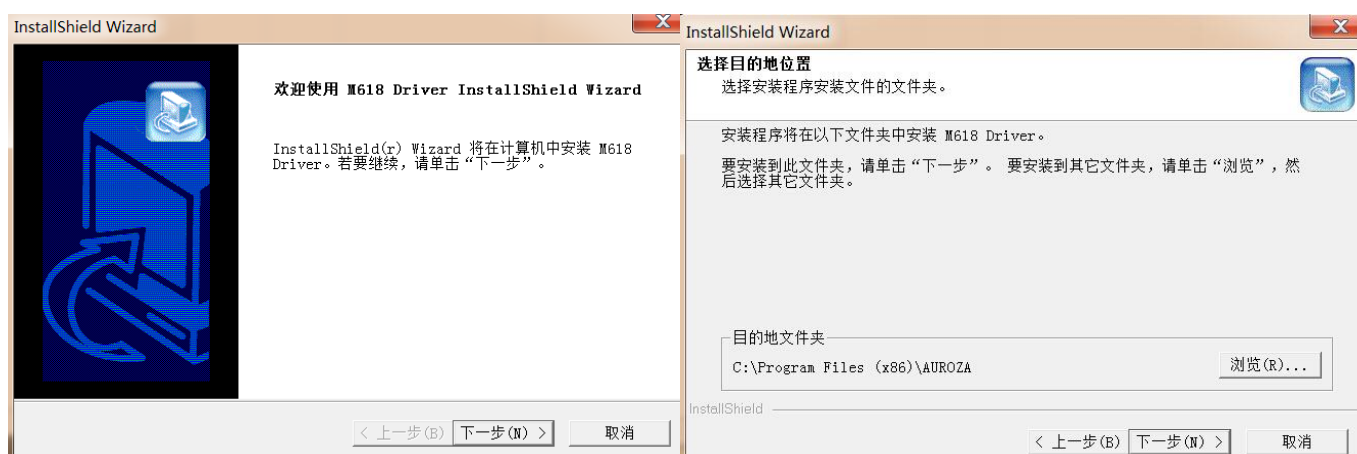 InstallShield Wizard
欢迎使用 M618 Driver InstallShield Wizard
InstallShield(r) Wizard 将在计算机中安装 M618
Driver。若要继续，请单击“下一步”。
< 上一步(B) 下一步(N) > 取消
InstallShield Wizard
选择目的地位置
选择安装程序安装文件的文件夹。
安装程序将在以下文件夹中安装 M618 Driver。
要安装到此文件夹，请单击“下一步”。 要安装到其它文件夹，请单击“浏览”，然
后选择其它文件夹。
目的地文件夹
C:\Program Files (x86)\AUROZA 浏览(R)...
InstallShield
< 上一步(B) 下一步(N) > 取消